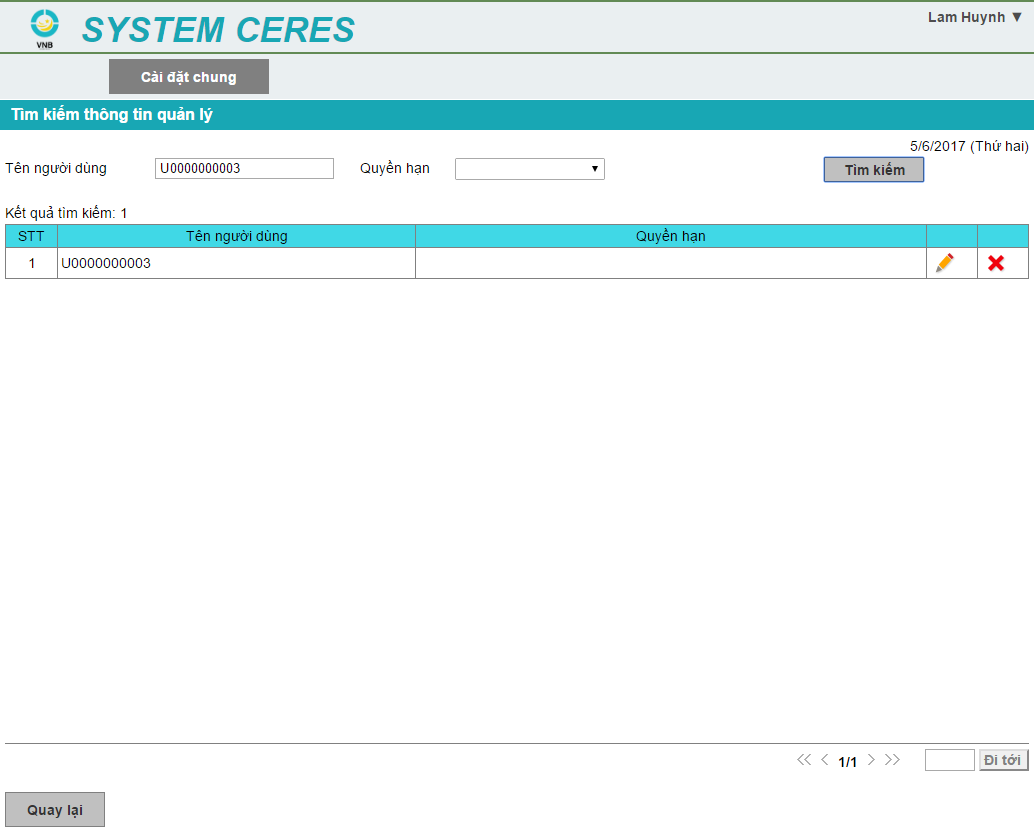 VNB
SYSTEM CERES
Lam Huynh ▼
Cài đặt chung
Tìm kiếm thông tin quản lý
5/6/2017 (Thứ hai)
Tên người dùng U0000000003 Quyền hạn Tìm kiếm
Kết quả tìm kiếm: 1
STT Tên người dùng Quyền hạn
1 U0000000003
1/1 Đi tới
Quay lại